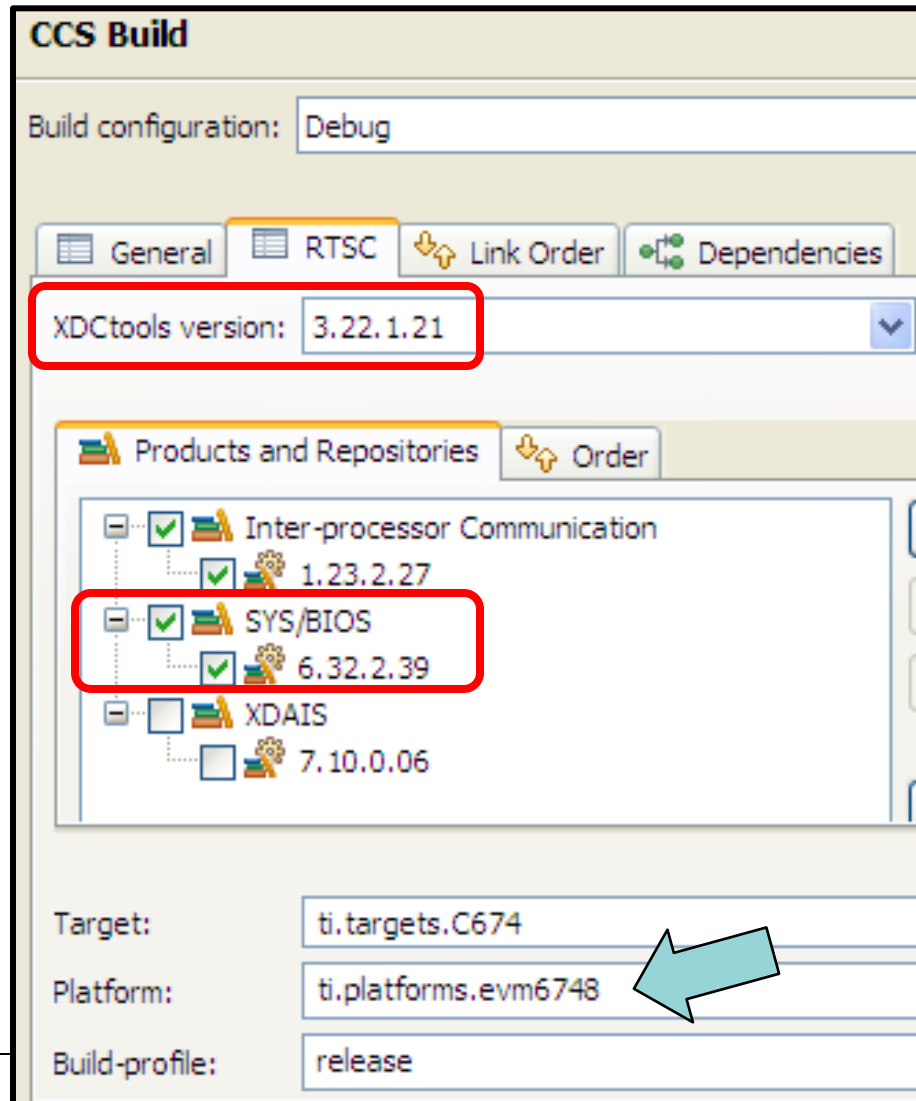 CCS Build
Build configuration: Debug
General RTSC Link Order Dependencies
XDCtools version: 3.22.1.21
Products and Repositories Order
Inter-processor Communication
1.23.2.27
SYS/BIOS
6.32.2.39
XDAIS
7.10.0.06
Target: ti.targets.C674
Platform: ti.platforms.evm6748
Build-profile: release